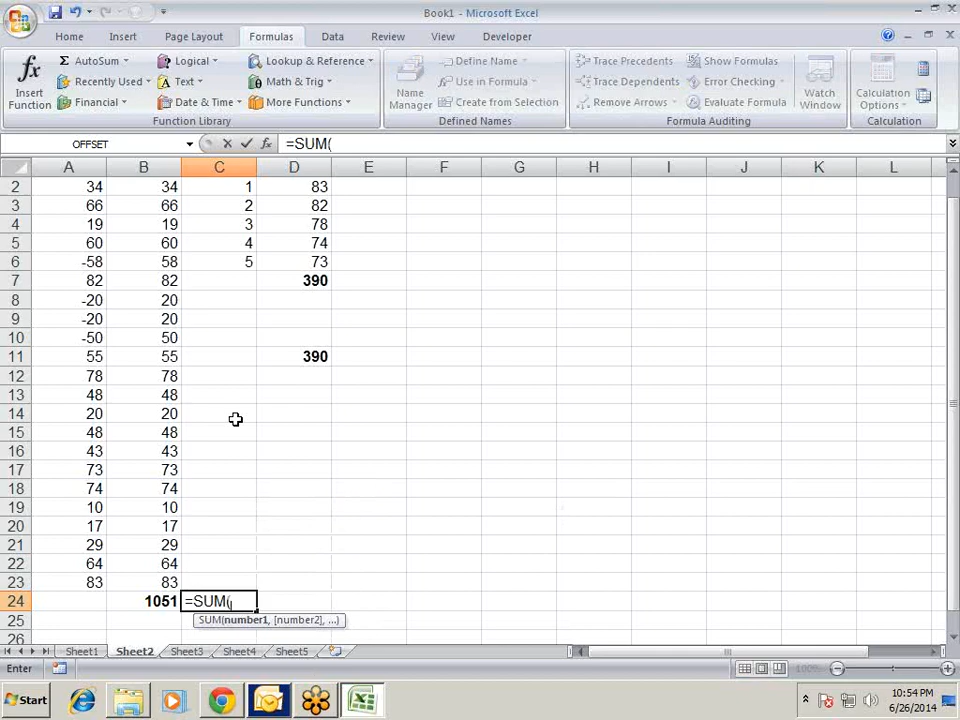 Book1 - Microsoft Excel
Home Insert Page Layout Formulas Data Review View Developer
fx Σ AutoSum Logical Lookup & Reference Define Name Trace Precedents Show Formulas
Insert Function Recently Used Text Math & Trig Name Manager Use in Formula Trace Dependents Error Checking Watch Window Calculation Options
Financial Date & Time More Functions Create from Selection Remove Arrows Evaluate Formula
Function Library Defined Names Formula Auditing Calculation
OFFSET fx =SUM(
A B C D E F G H I J K L
2 34 34 1 83
3 66 66 2 82
4 19 19 3 78
5 60 60 4 74
6 -58 58 5 73
7 82 82 390
8 -20 20
9 -20 20
10 -50 50
11 55 55 390
12 78 78
13 48 48
14 20 20
15 48 48
16 43 43
17 73 73
18 74 74
19 10 10
20 17 17
21 29 29
22 64 64
23 83 83
24 1051 =SUM(
25 SUM(number1, [number2], ...)
26
Sheet1 Sheet2 Sheet3 Sheet4 Sheet5
Enter 100%
Start 10:54 PM
6/26/2014